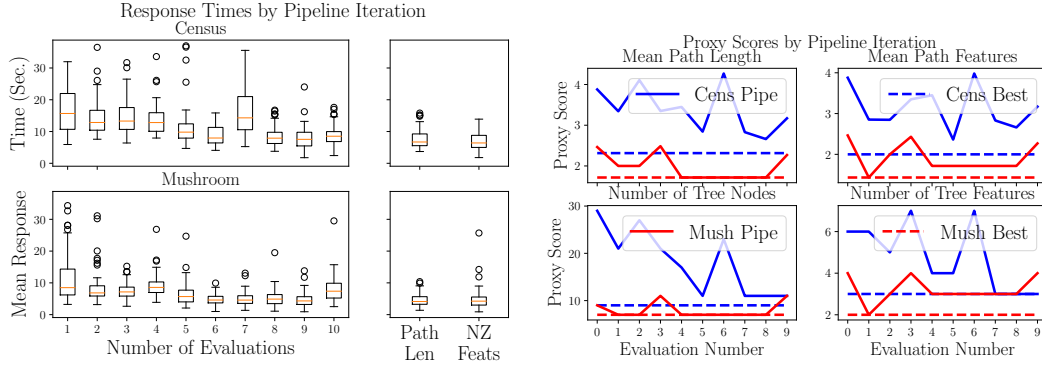 Response Times by Pipeline Iteration
Census
Time (Sec.)
30
20
10
0
Mushroom
Mean Response
30
20
10
0
1 2 3 4 5 6 7 8 9 10
Number of Evaluations
Path Len
NZ Feats
Proxy Scores by Pipeline Iteration
Mean Path Length
Mean Path Features
Proxy Score
4
3
2
Cens Pipe
4
3
2
Cens Best
Number of Tree Nodes
Number of Tree Features
Proxy Score
30
20
10
Mush Pipe
6
4
2
Mush Best
0 1 2 3 4 5 6 7 8 9
0 1 2 3 4 5 6 7 8 9
Evaluation Number
Evaluation Number